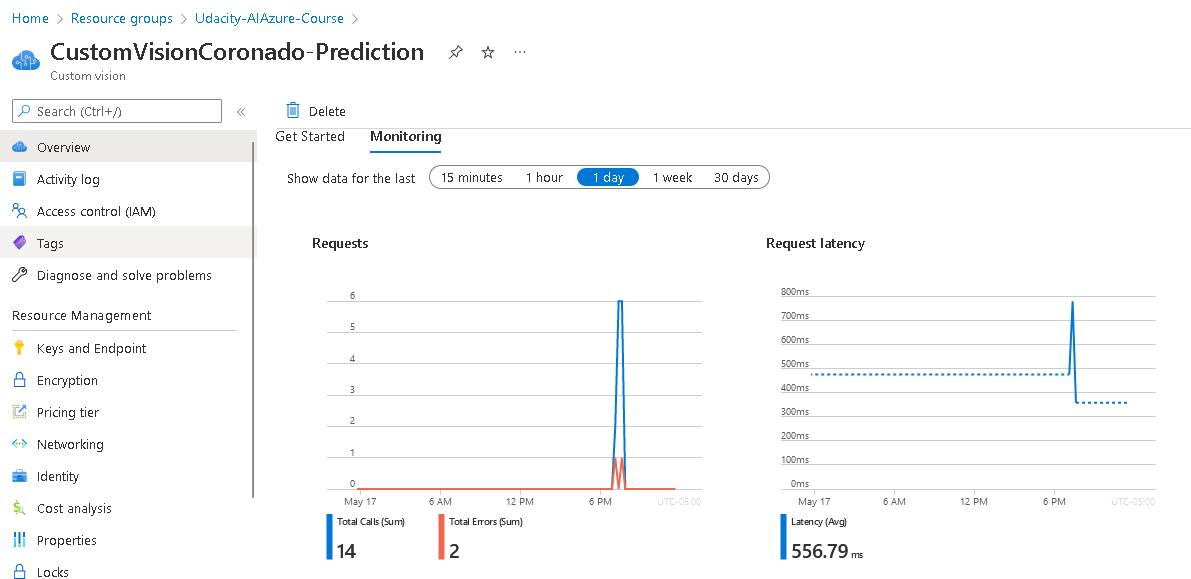 Home > Resource groups > Udacity-AIAzure-Course >
CustomVisionCoronado-Prediction
Custom vision
Search (Ctrl+/)
Overview
Activity log
Access control (IAM)
Tags
Diagnose and solve problems
Resource Management
Keys and Endpoint
Encryption
Pricing tier
Networking
Identity
Cost analysis
Properties
Locks
Delete
Get Started Monitoring
Show data for the last 15 minutes 1 hour 1 day 1 week 30 days
Requests
6
5
4
3
2
1
0
May 17 6 AM 12 PM 6 PM UTC-05:00
Total Calls (Sum) Total Errors (Sum)
14 2
Request latency
800ms
700ms
600ms
500ms
400ms
300ms
200ms
100ms
0ms
May 17 6 AM 12 PM 6 PM UTC-05:00
Latency (Avg)
556.79 ms